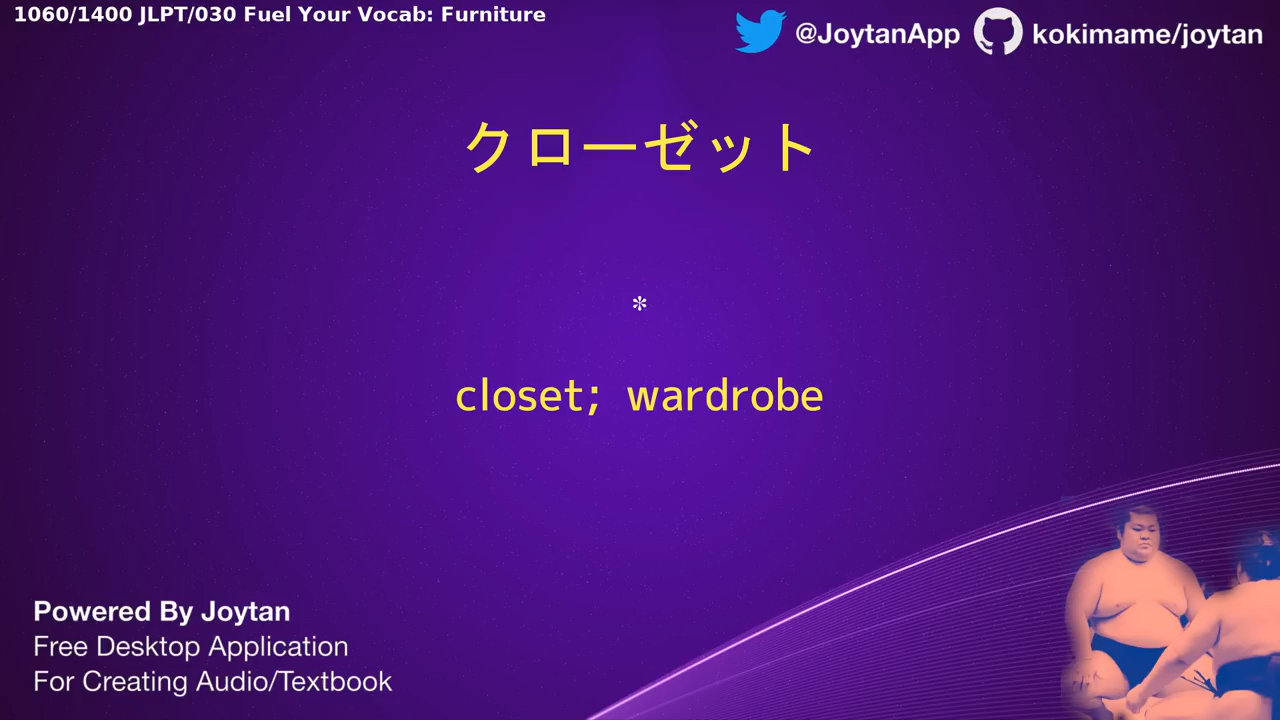 1060/1400 JLPT/030 Fuel Your Vocab: Furniture
@JoytanApp kokimame/joytan
クローゼット
*
closet; wardrobe
Powered By Joytan
Free Desktop Application
For Creating Audio/Textbook